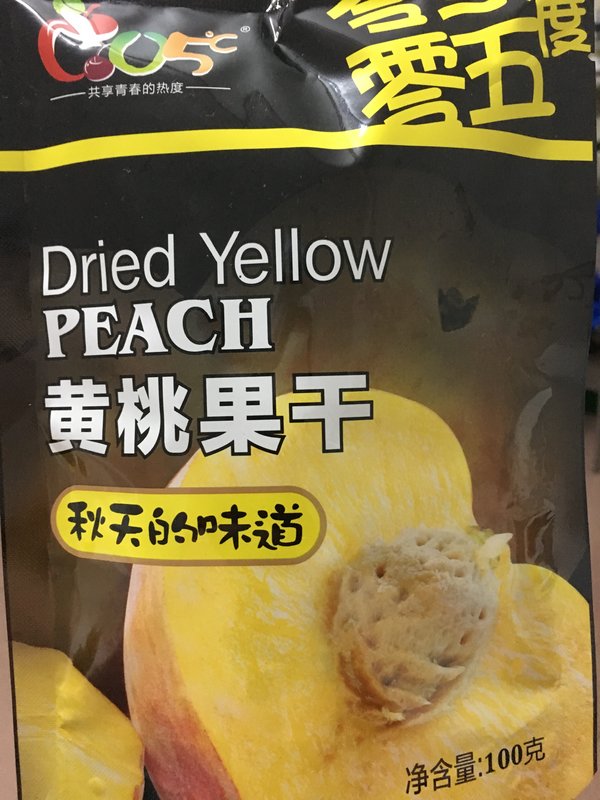 005℃
共享青春的热度
零五度
Dried Yellow
PEACH
黄桃果干
秋天的味道
净含量:100克